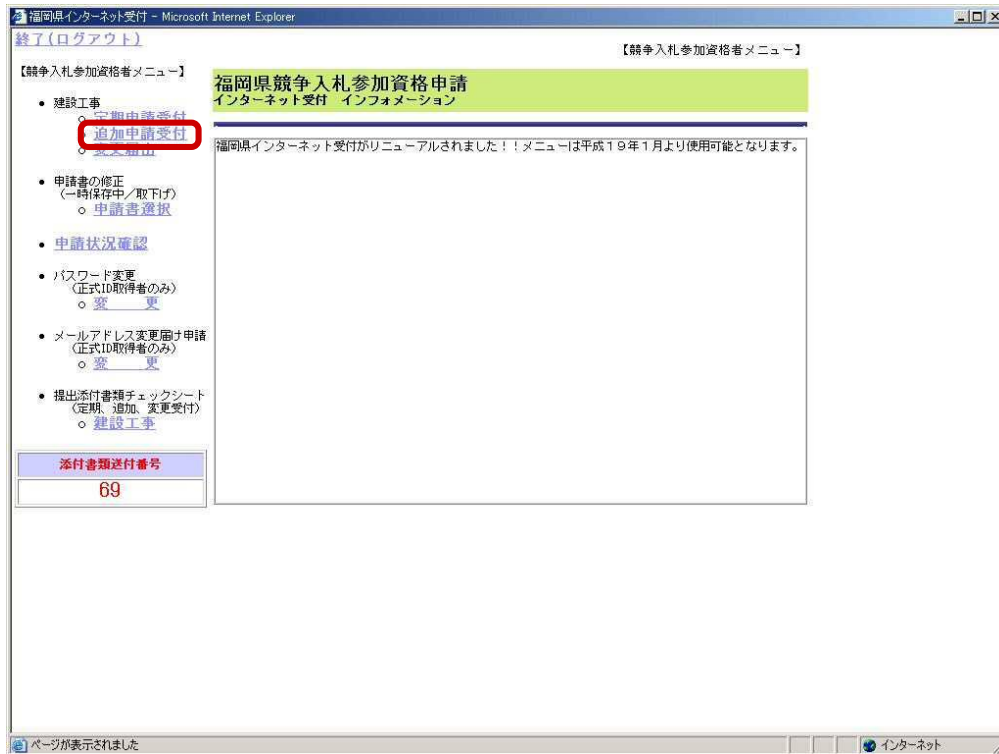 福岡県インターネット受付 - Microsoft Internet Explorer
終了(ログアウト)
【競争入札参加資格者メニュー】
【競争入札参加資格者メニュー】
• 建設工事
○ 定期申請受付
○ 追加申請受付
○ 変更届出
• 申請書の修正
(一時保存中/取下げ)
○ 申請書選択
• 申請状況確認
• パスワード変更
(正式ID取得者のみ)
○ 変 更
• メールアドレス変更届け申請
(正式ID取得者のみ)
○ 変 更
• 提出添付書類チェックシート
(定期、追加、変更受付)
○ 建設工事
添付書類送付番号
69
福岡県競争入札参加資格申請
インターネット受付 インフォメーション
福岡県インターネット受付がリニューアルされました!!メニューは平成19年1月より使用可能となります。
ページが表示されました
インターネット